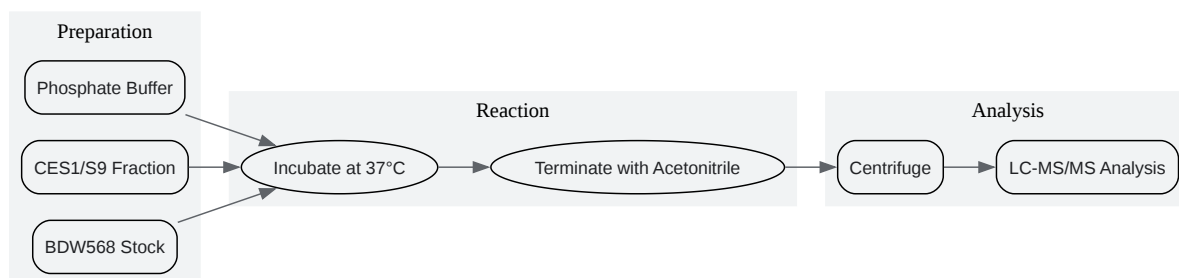 Preparation
Phosphate Buffer
CES1/S9 Fraction
BDW568 Stock
Reaction
Incubate at 37°C
Terminate with Acetonitrile
Analysis
Centrifuge
LC-MS/MS Analysis